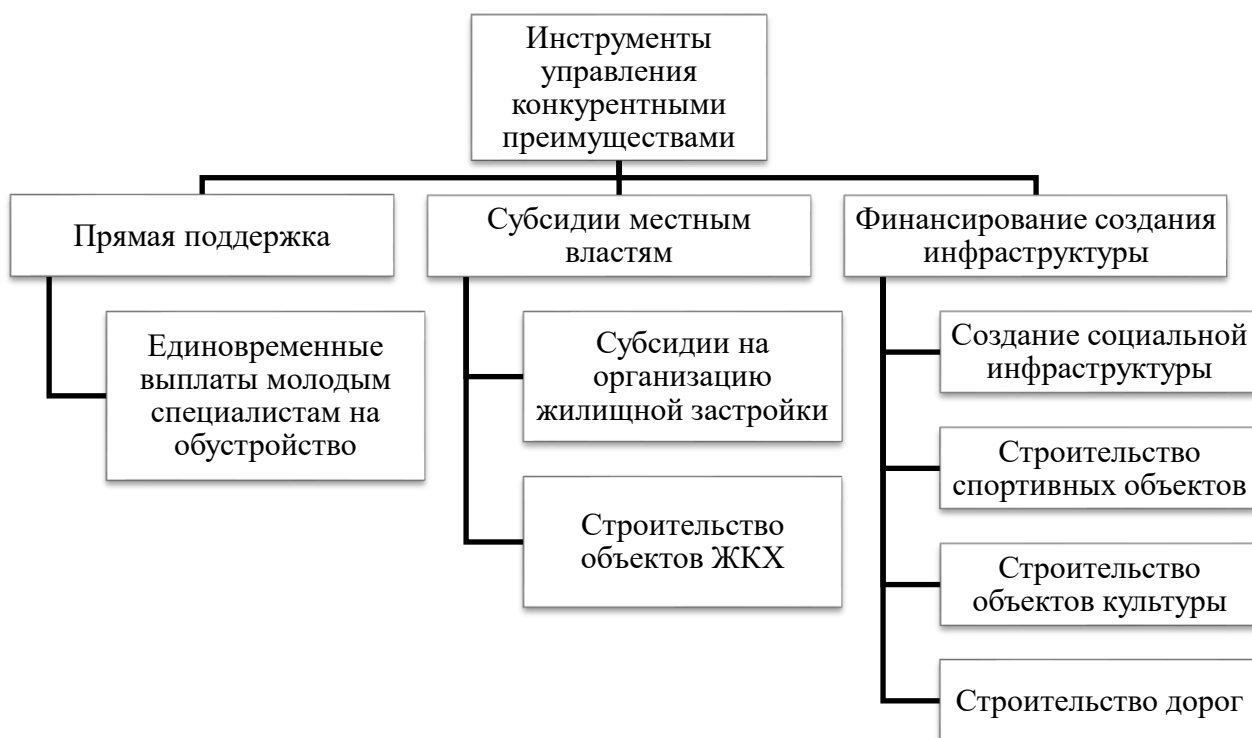 Инструменты
управления
конкурентными
преимуществами
Прямая поддержка
Единовременные
выплаты молодым
специалистам на
обустройство
Субсидии местным
властям
Субсидии на
организацию
жилищной застройки
Строительство
объектов ЖКХ
Финансирование создания
инфраструктуры
Создание социальной
инфраструктуры
Строительство
спортивных объектов
Строительство
объектов культуры
Строительство дорог